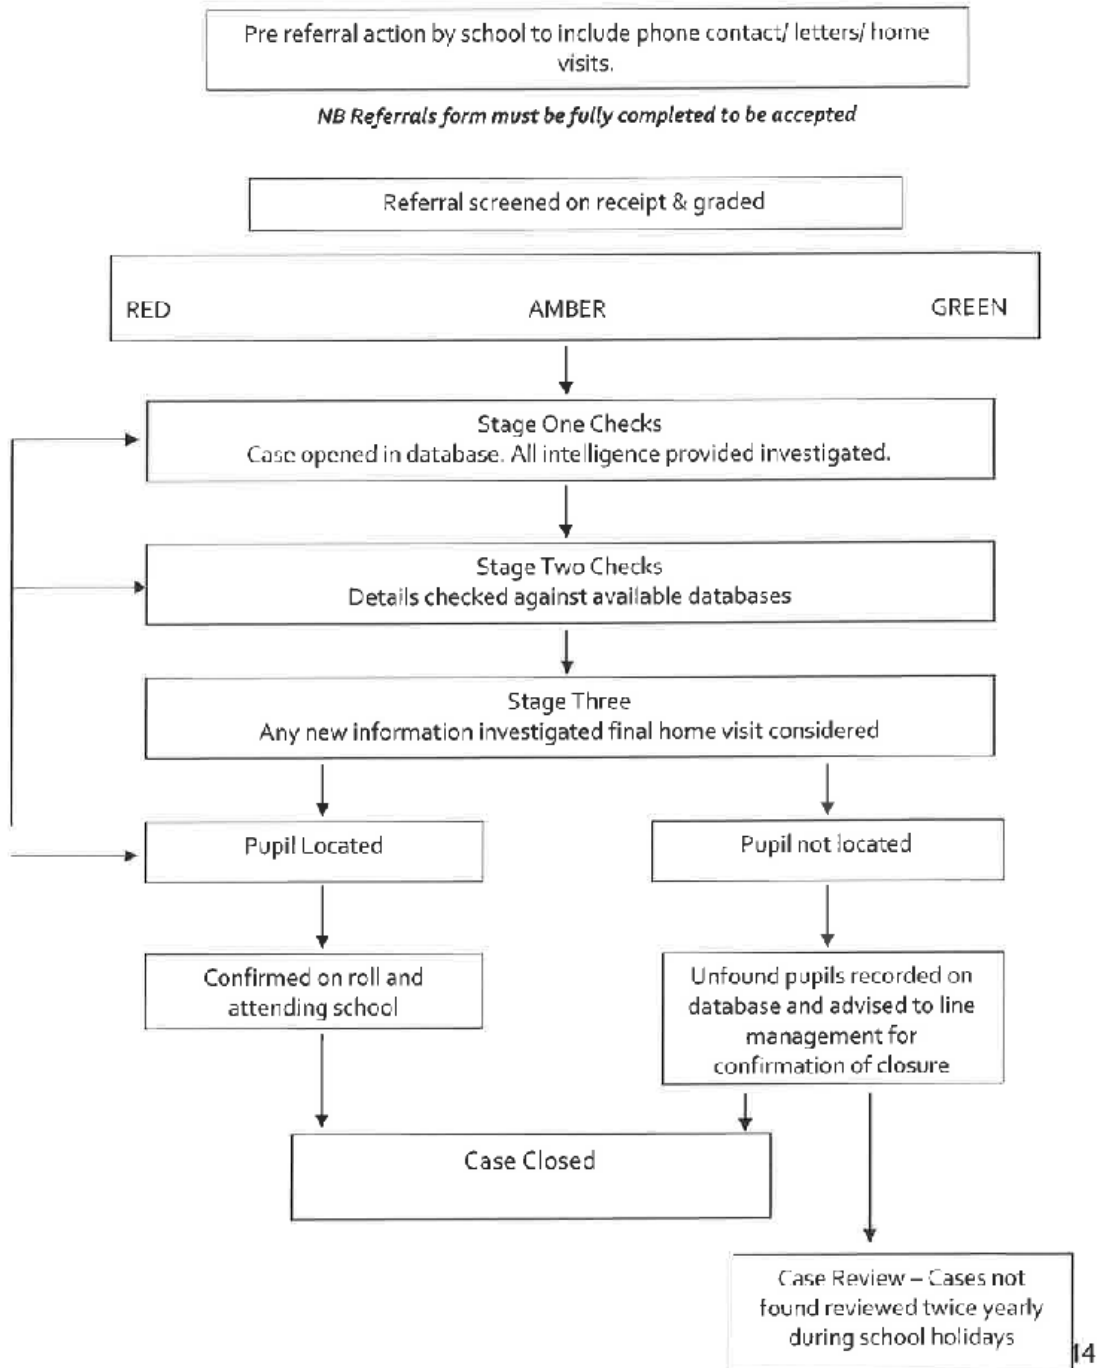 Pre referral action by school to include phone contact/ letters/ home
visits.
NB Referrals form must be fully completed to be accepted
Referral screened on receipt & graded
RED AMBER GREEN
Stage One Checks
Case opened in database. All intelligence provided investigated.
Stage Two Checks
Details checked against available databases
Stage Three
Any new information investigated final home visit considered
Pupil Located
Pupil not located
Confirmed on roll and
attending school
Unfound pupils recorded on
database and advised to line
management for
confirmation of closure
Case Closed
Case Review – Cases not
found reviewed twice yearly
during school holidays
14